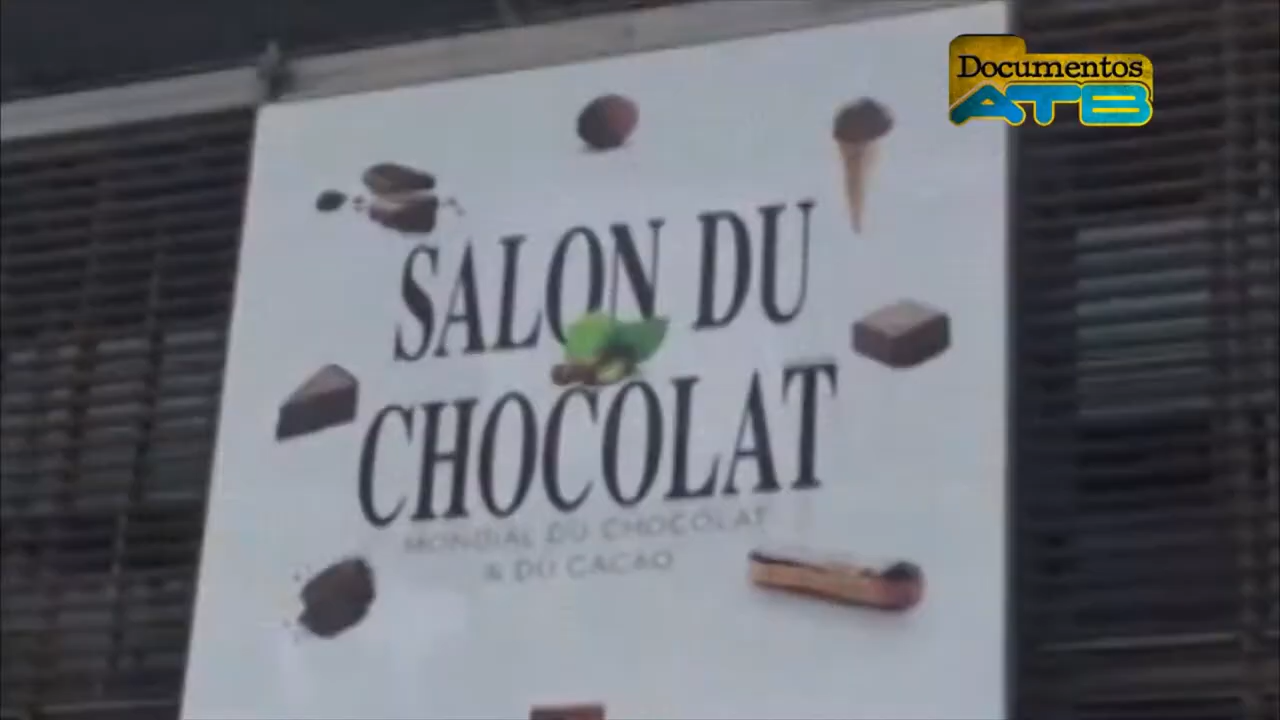 Documentos
ATB
SALON DU
CHOCOLAT
MONDIAL DU CHOCOLAT
& DU CACAO